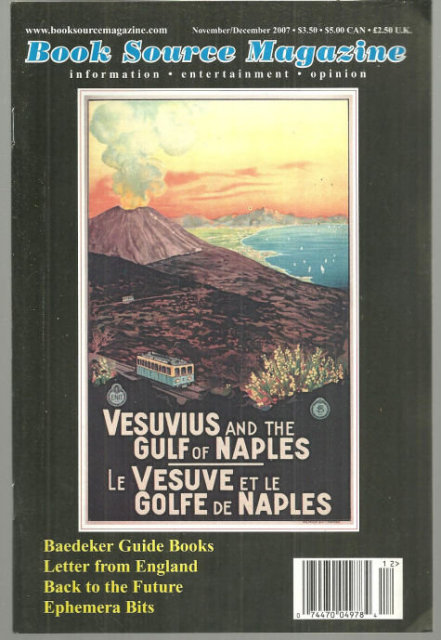 www.booksourcemagazine.com November/December 2007 • $3.50 • $5.00 CAN • £2.50 U.K.
Book Source Magazine
information • entertainment • opinion
ENIT
VESUVIUS AND THE
GULF OF NAPLES
LE VESUVE ET LE
GOLFE DE NAPLES
Baedeker Guide Books
Letter from England
Back to the Future
Ephemera Bits
12>
0 74470 04978 4